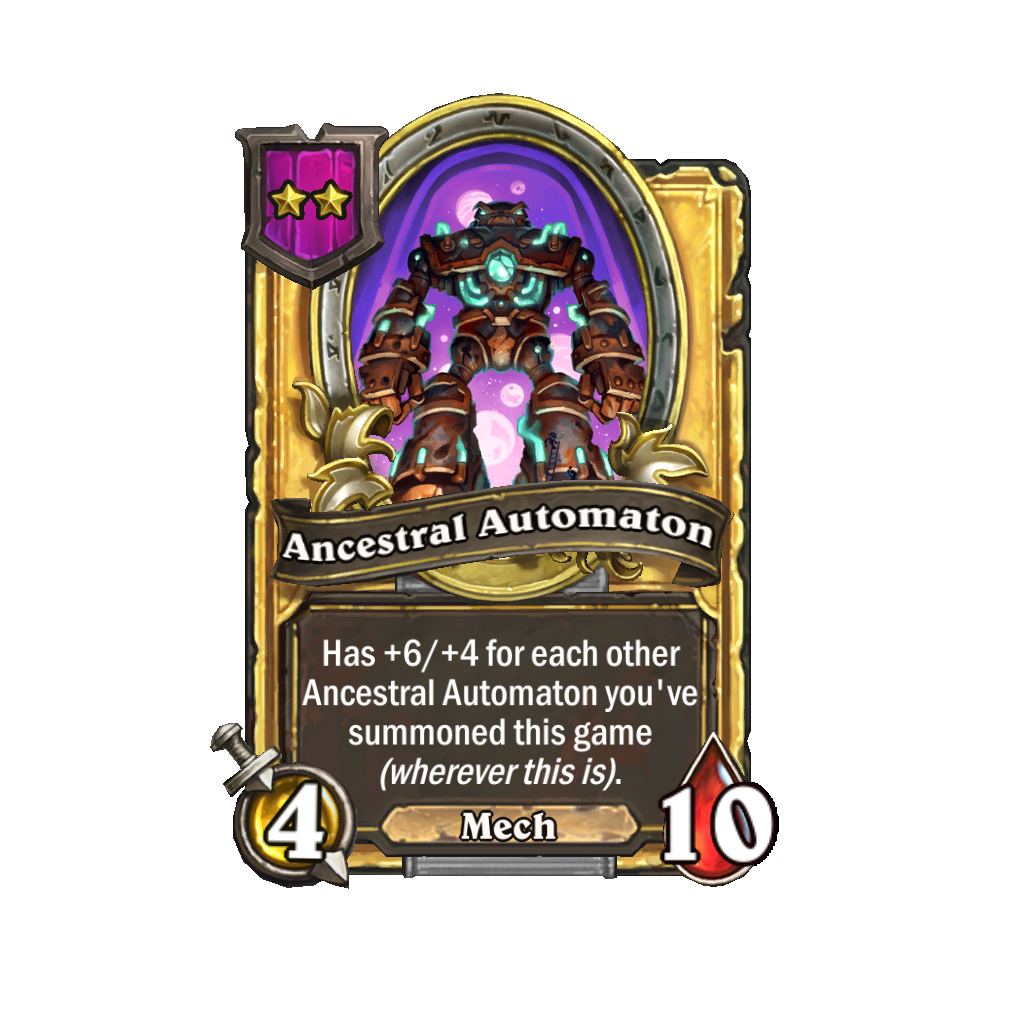 Ancestral Automaton
Has +6/+4 for each other
Ancestral Automaton you've
summoned this game
(wherever this is).
4
Mech
10